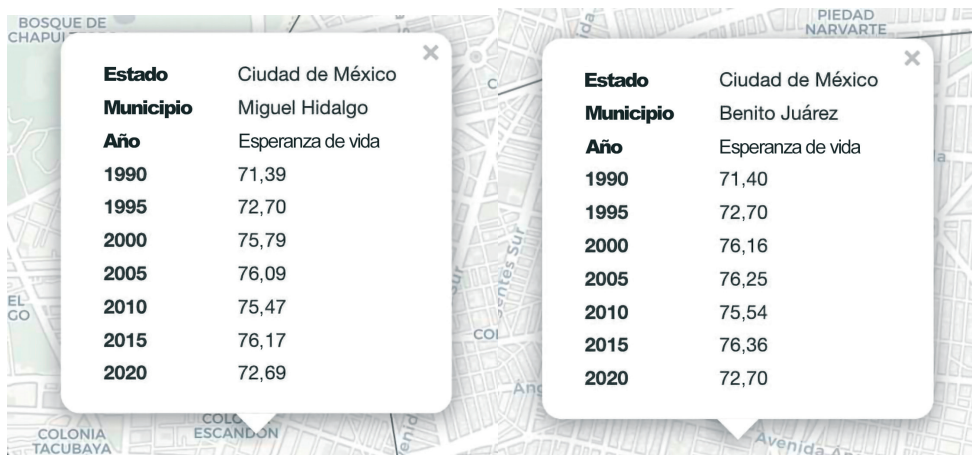 BOSQUE DE
×
Estado Ciudad de México
Municipio Miguel Hidalgo
Año Esperanza de vida
1990 71,39
1995 72,70
2000 75,79
2005 76,09
2010 75,47
2015 76,17
2020 72,69
COLONIA
TACUBAYA
ESCANDÓN
PIEDAD
NARVARTE
×
Estado Ciudad de México
Municipio Benito Juárez
Año Esperanza de vida
1990 71,40
1995 72,70
2000 76,16
2005 76,25
2010 75,54
2015 76,36
2020 72,70
Avenida